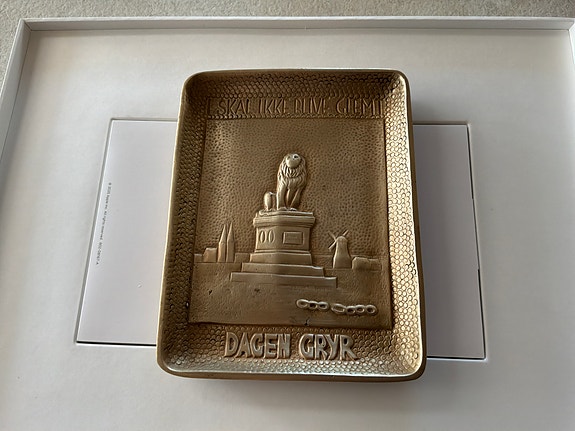 I SKAL IKKE BLIVE GLEMT
DAGEN GRYR